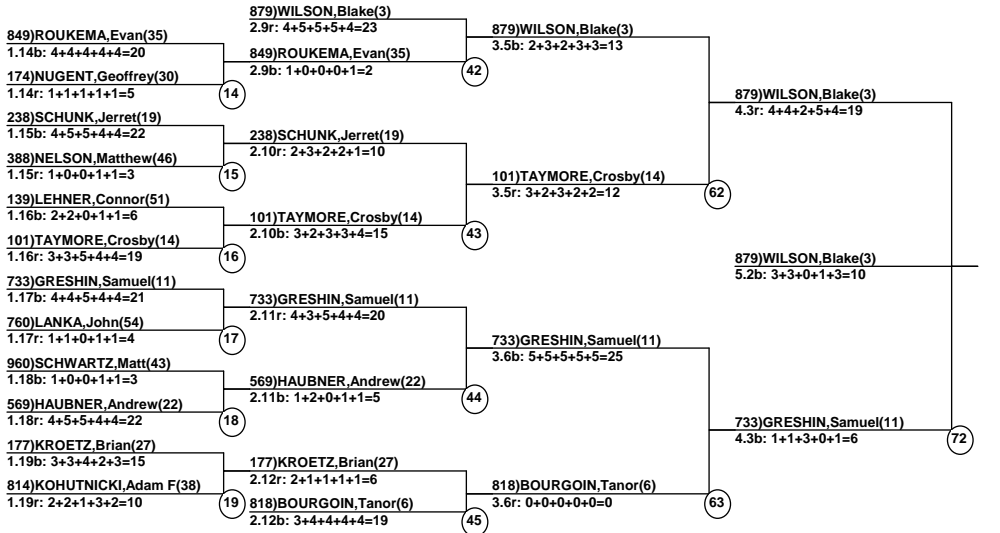 849)ROUKEMA,Evan(35)
1.14b: 4+4+4+4+4=20
174)NUGENT,Geoffrey(30)
1.14r: 1+1+1+1+1=5
14
238)SCHUNK,Jerret(19)
1.15b: 4+5+5+4+4=22
388)NELSON,Matthew(46)
1.15r: 1+0+0+1+1=3
15
139)LEHNER,Connor(51)
1.16b: 2+2+0+1+1=6
101)TAYMORE,Crosby(14)
1.16r: 3+3+5+4+4=19
16
733)GRESHIN,Samuel(11)
1.17b: 4+4+5+4+4=21
760)LANKA,John(54)
1.17r: 1+1+0+1+1=4
17
960)SCHWARTZ,Matt(43)
1.18b: 1+0+0+1+1=3
569)HAUBNER,Andrew(22)
1.18r: 4+5+5+4+4=22
18
177)KROETZ,Brian(27)
1.19b: 3+3+4+2+3=15
814)KOHUTNICKI,Adam F(38)
1.19r: 2+2+1+3+2=10
19
879)WILSON,Blake(3)
2.9r: 4+5+5+5+4=23
849)ROUKEMA,Evan(35)
2.9b: 1+0+0+0+1=2
42
238)SCHUNK,Jerret(19)
2.10r: 2+3+2+2+1=10
101)TAYMORE,Crosby(14)
2.10b: 3+2+3+3+4=15
43
733)GRESHIN,Samuel(11)
2.11r: 4+3+5+4+4=20
569)HAUBNER,Andrew(22)
2.11b: 1+2+0+1+1=5
44
177)KROETZ,Brian(27)
2.12r: 2+1+1+1+1=6
818)BOURGOIN,Tanor(6)
2.12b: 3+4+4+4+4=19
45
879)WILSON,Blake(3)
3.5b: 2+3+2+3+3=13
101)TAYMORE,Crosby(14)
3.5r: 3+2+3+2+2=12
62
733)GRESHIN,Samuel(11)
3.6b: 5+5+5+5+5=25
818)BOURGOIN,Tanor(6)
3.6r: 0+0+0+0+0=0
63
879)WILSON,Blake(3)
4.3r: 4+4+2+5+4=19
733)GRESHIN,Samuel(11)
4.3b: 1+1+3+0+1=6
72
879)WILSON,Blake(3)
5.2b: 3+3+0+1+3=10